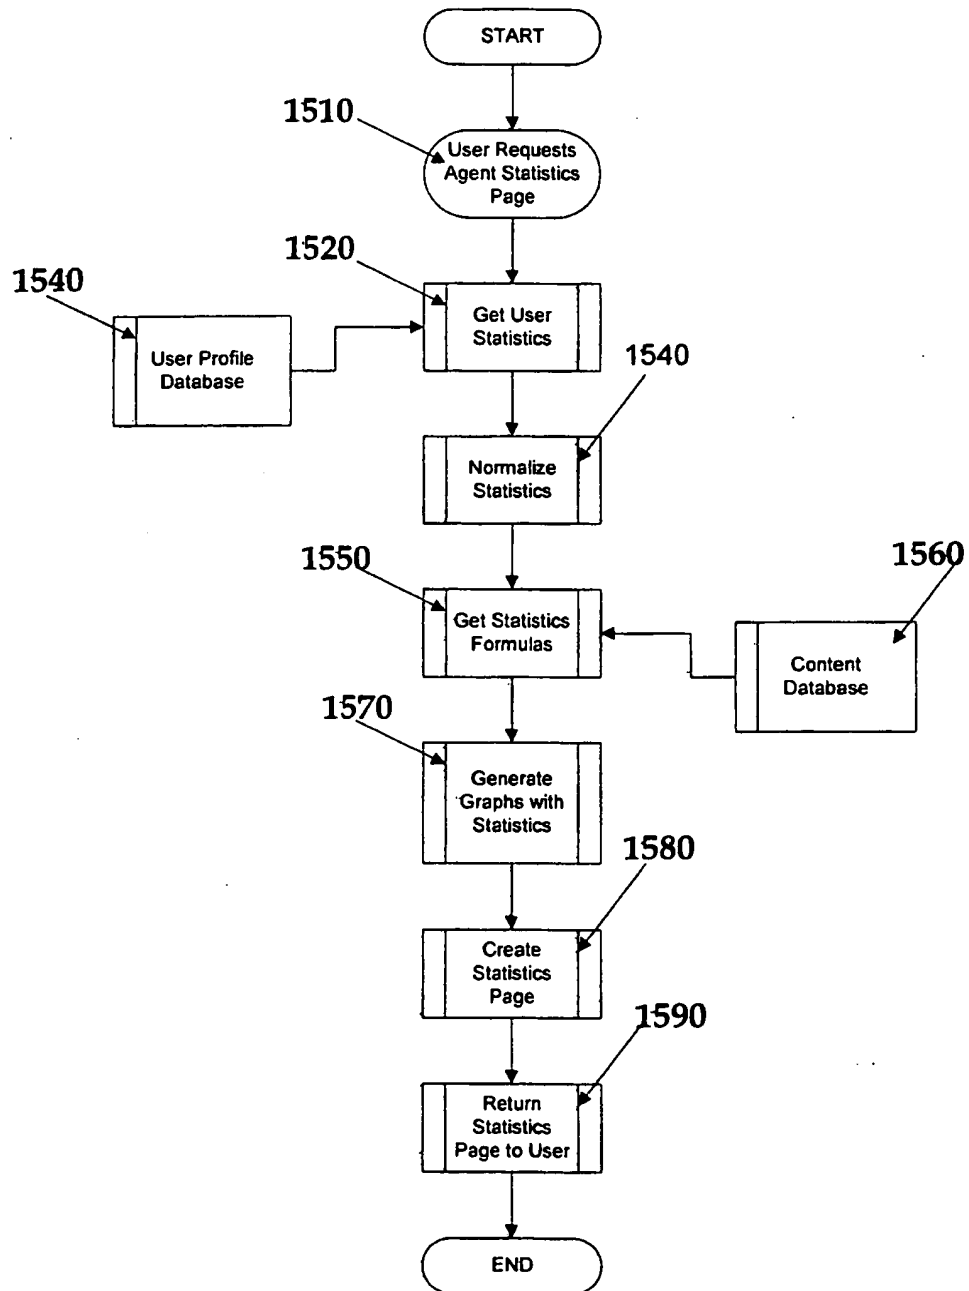 START
1510
User Requests
Agent Statistics
Page
1520
1540
Get User
Statistics
User Profile
Database
1540
Normalize
Statistics
1550
1560
Get Statistics
Formulas
Content
Database
1570
Generate
Graphs with
Statistics
1580
Create
Statistics
Page
1590
Return
Statistics
Page to User
END